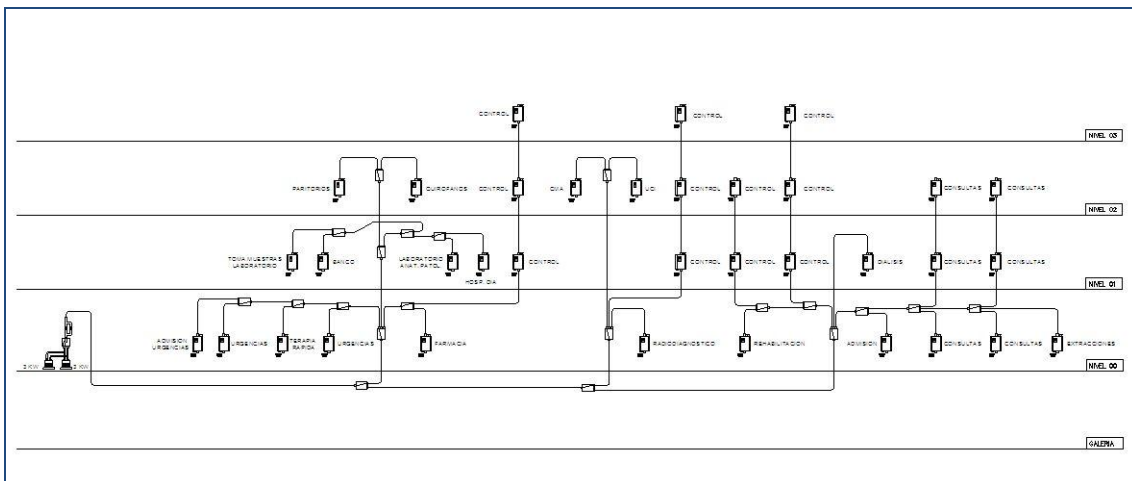 CONTROL
CONTROL
CONTROL
NIVEL 03
PARITORIOS
QUIROFANOS
CONTROL
CMA
UCI
CONTROL
CONTROL
CONTROL
CONSULTAS
CONSULTAS
NIVEL 02
TOMA MUESTRAS
LABORATORIO
BANCO
LABORATORIO
ANAT. PATOL
HOSP. DIA
CONTROL
CONTROL
CONTROL
CONTROL
DIALISIS
CONSULTAS
CONSULTAS
NIVEL 01
ADMISION
URGENCIAS
URGENCIAS
TERAPIA
RAPIDA
URGENCIAS
FARMACIA
RADIODIAGNOSTICO
REHABILITACION
ADMISION
CONSULTAS
CONSULTAS
EXTRACCIONES
3 KW
3 KW
NIVEL 00
GALERIA